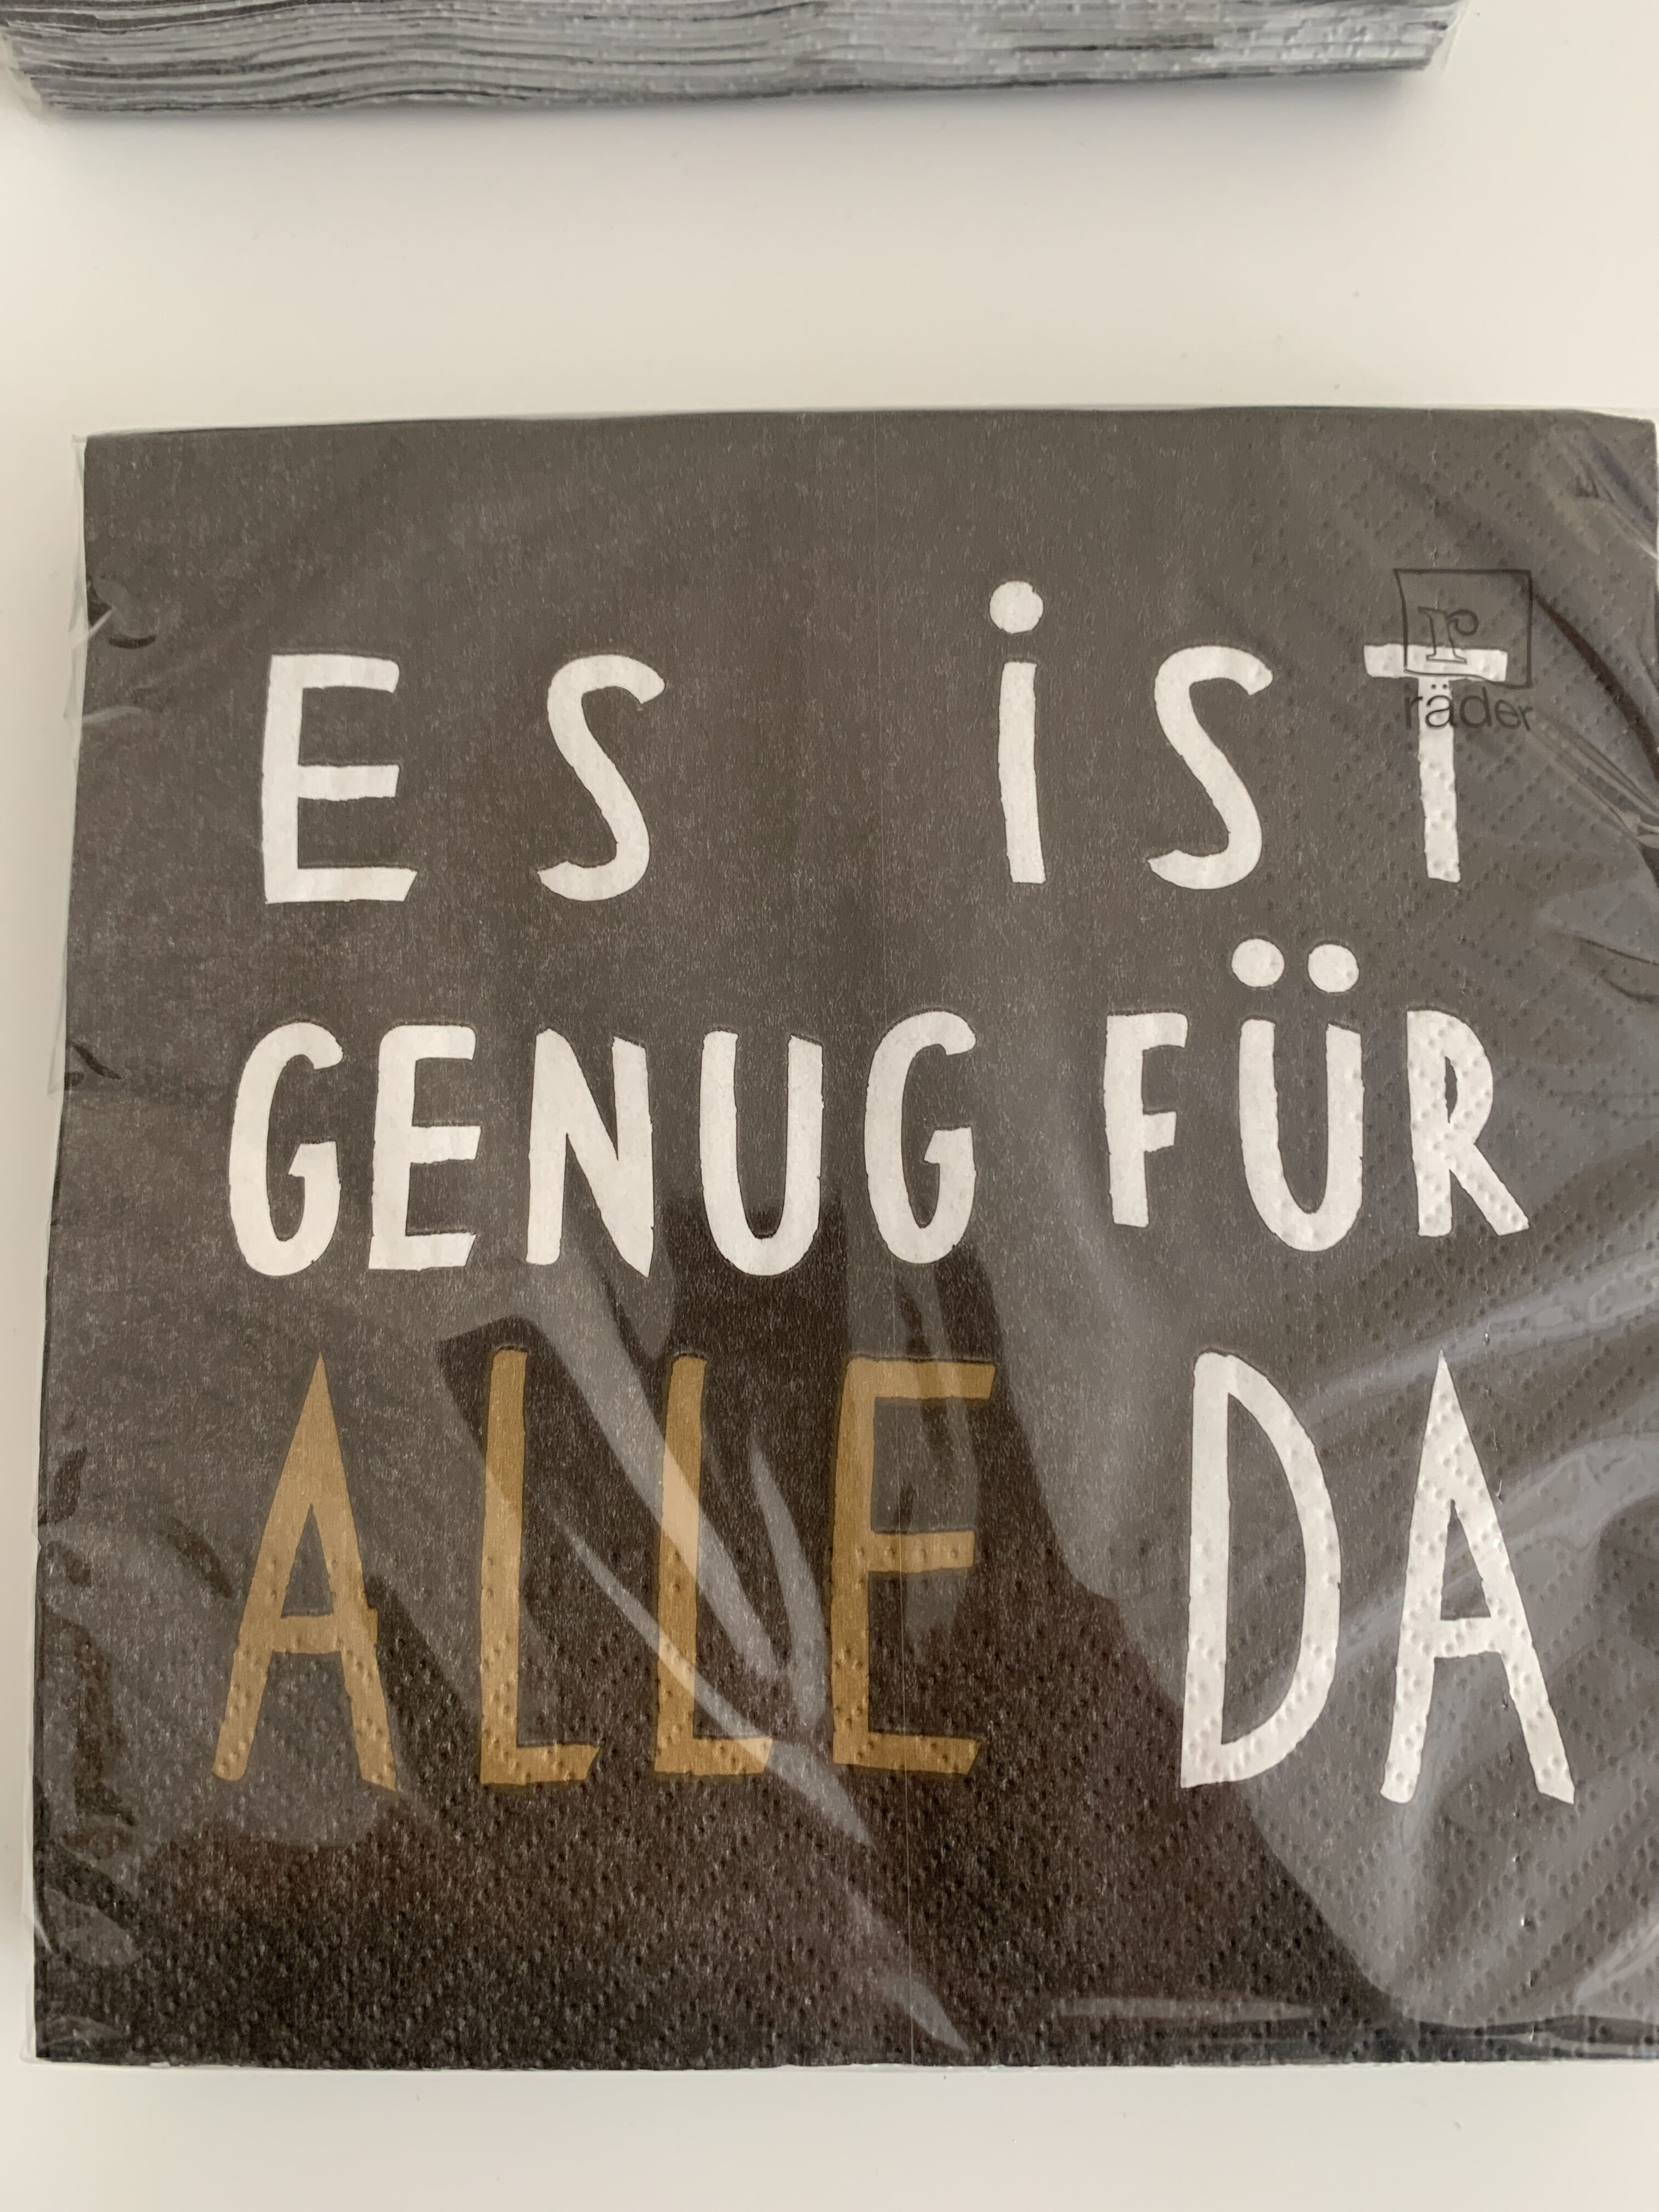 ES iST
r
räder
GENUG FÜR
ALLE DA